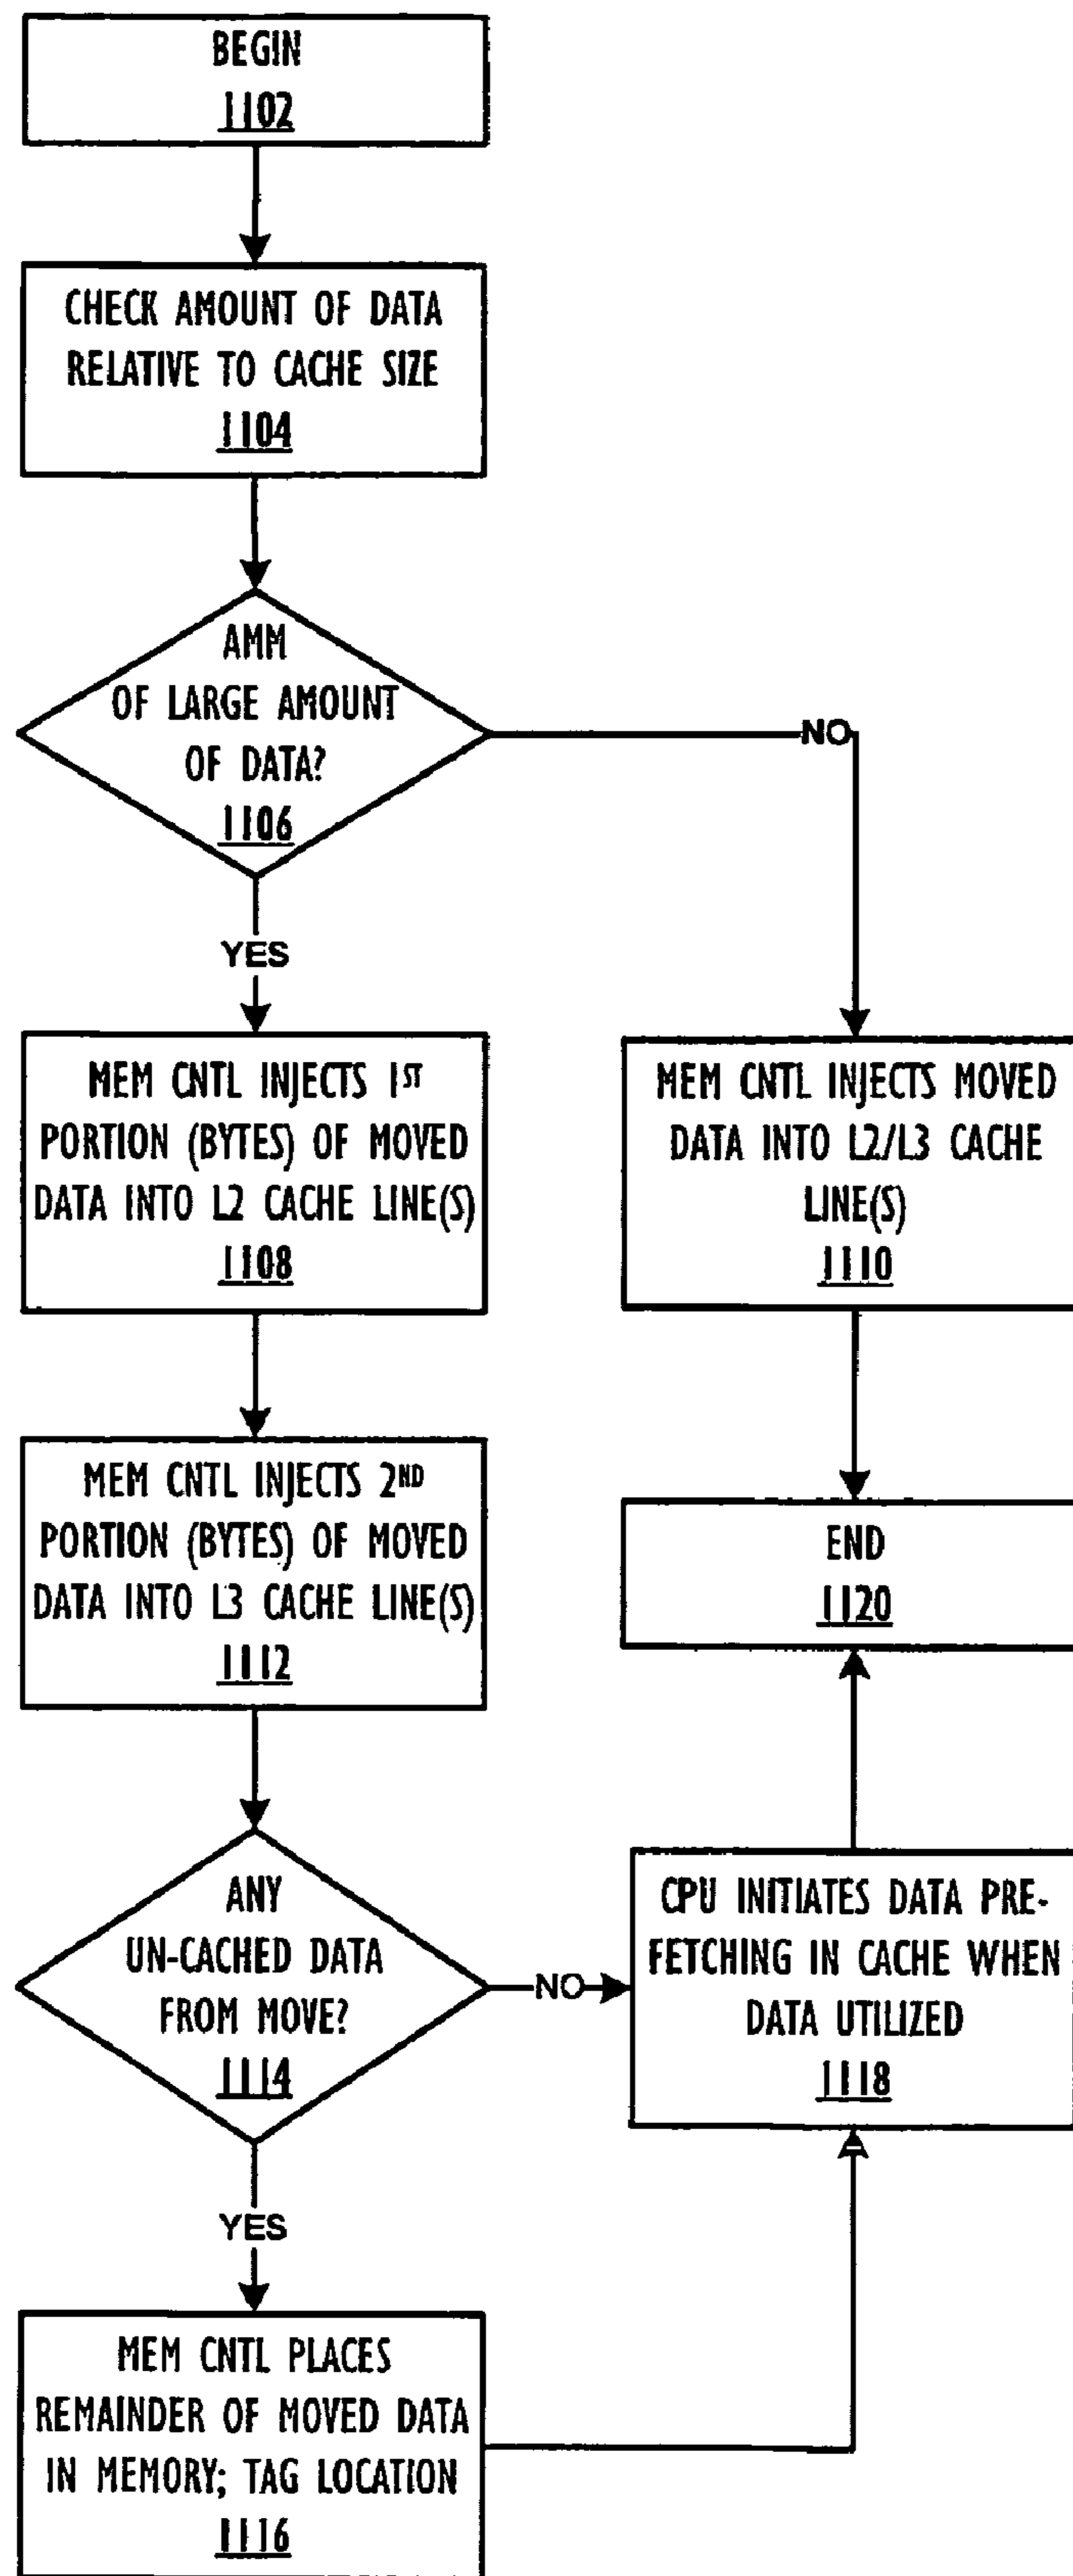 BEGIN
1102
CHECK AMOUNT OF DATA
RELATIVE TO CACHE SIZE
1104
AMM
OF LARGE AMOUNT
OF DATA?
1106
NO
YES
MEM CNTL INJECTS 1ST
PORTION (BYTES) OF MOVED
DATA INTO L2 CACHE LINE(S)
1108
MEM CNTL INJECTS MOVED
DATA INTO L2/L3 CACHE
LINE(S)
1110
MEM CNTL INJECTS 2ND
PORTION (BYTES) OF MOVED
DATA INTO L3 CACHE LINE(S)
1112
END
1120
ANY
UN-CACHED DATA
FROM MOVE?
1114
NO
CPU INITIATES DATA PRE-
FETCHING IN CACHE WHEN
DATA UTILIZED
1118
YES
MEM CNTL PLACES
REMAINDER OF MOVED DATA
IN MEMORY; TAG LOCATION
1116